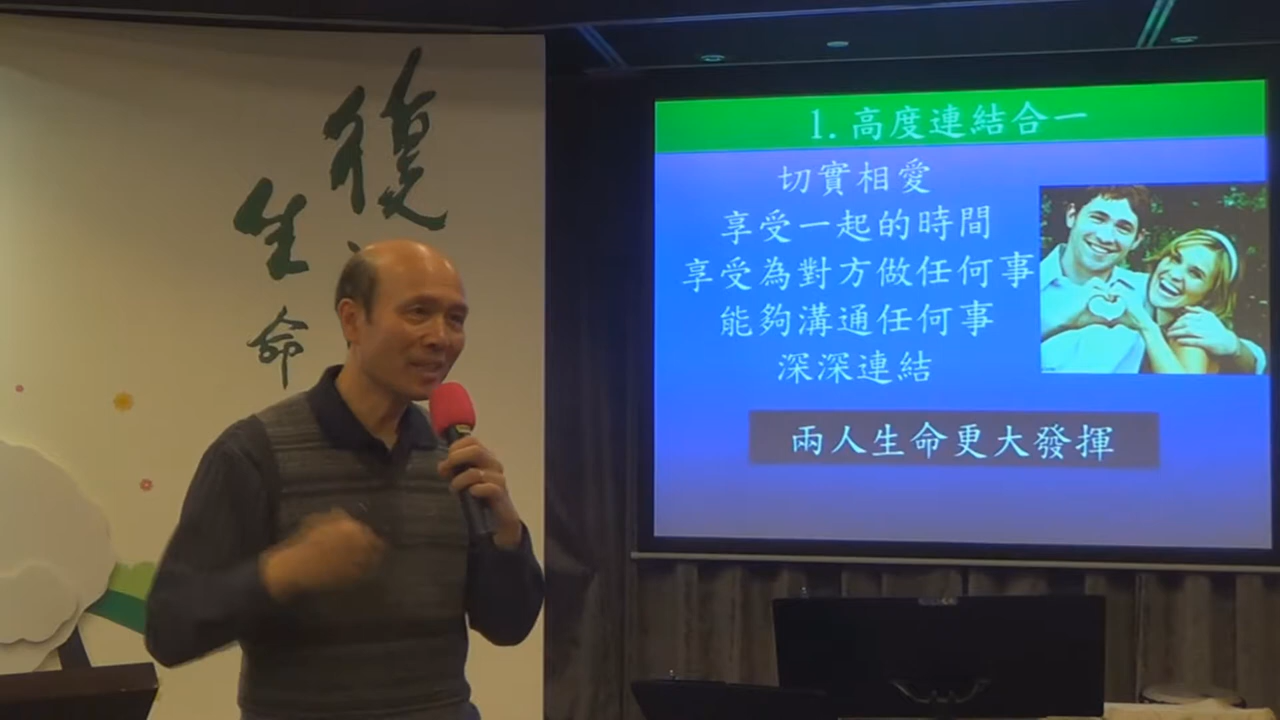 復
生
命
1. 高度連結合一
切實相愛
享受一起的時間
享受為對方做任何事
能夠溝通任何事
深深連結
兩人生命更大發揮